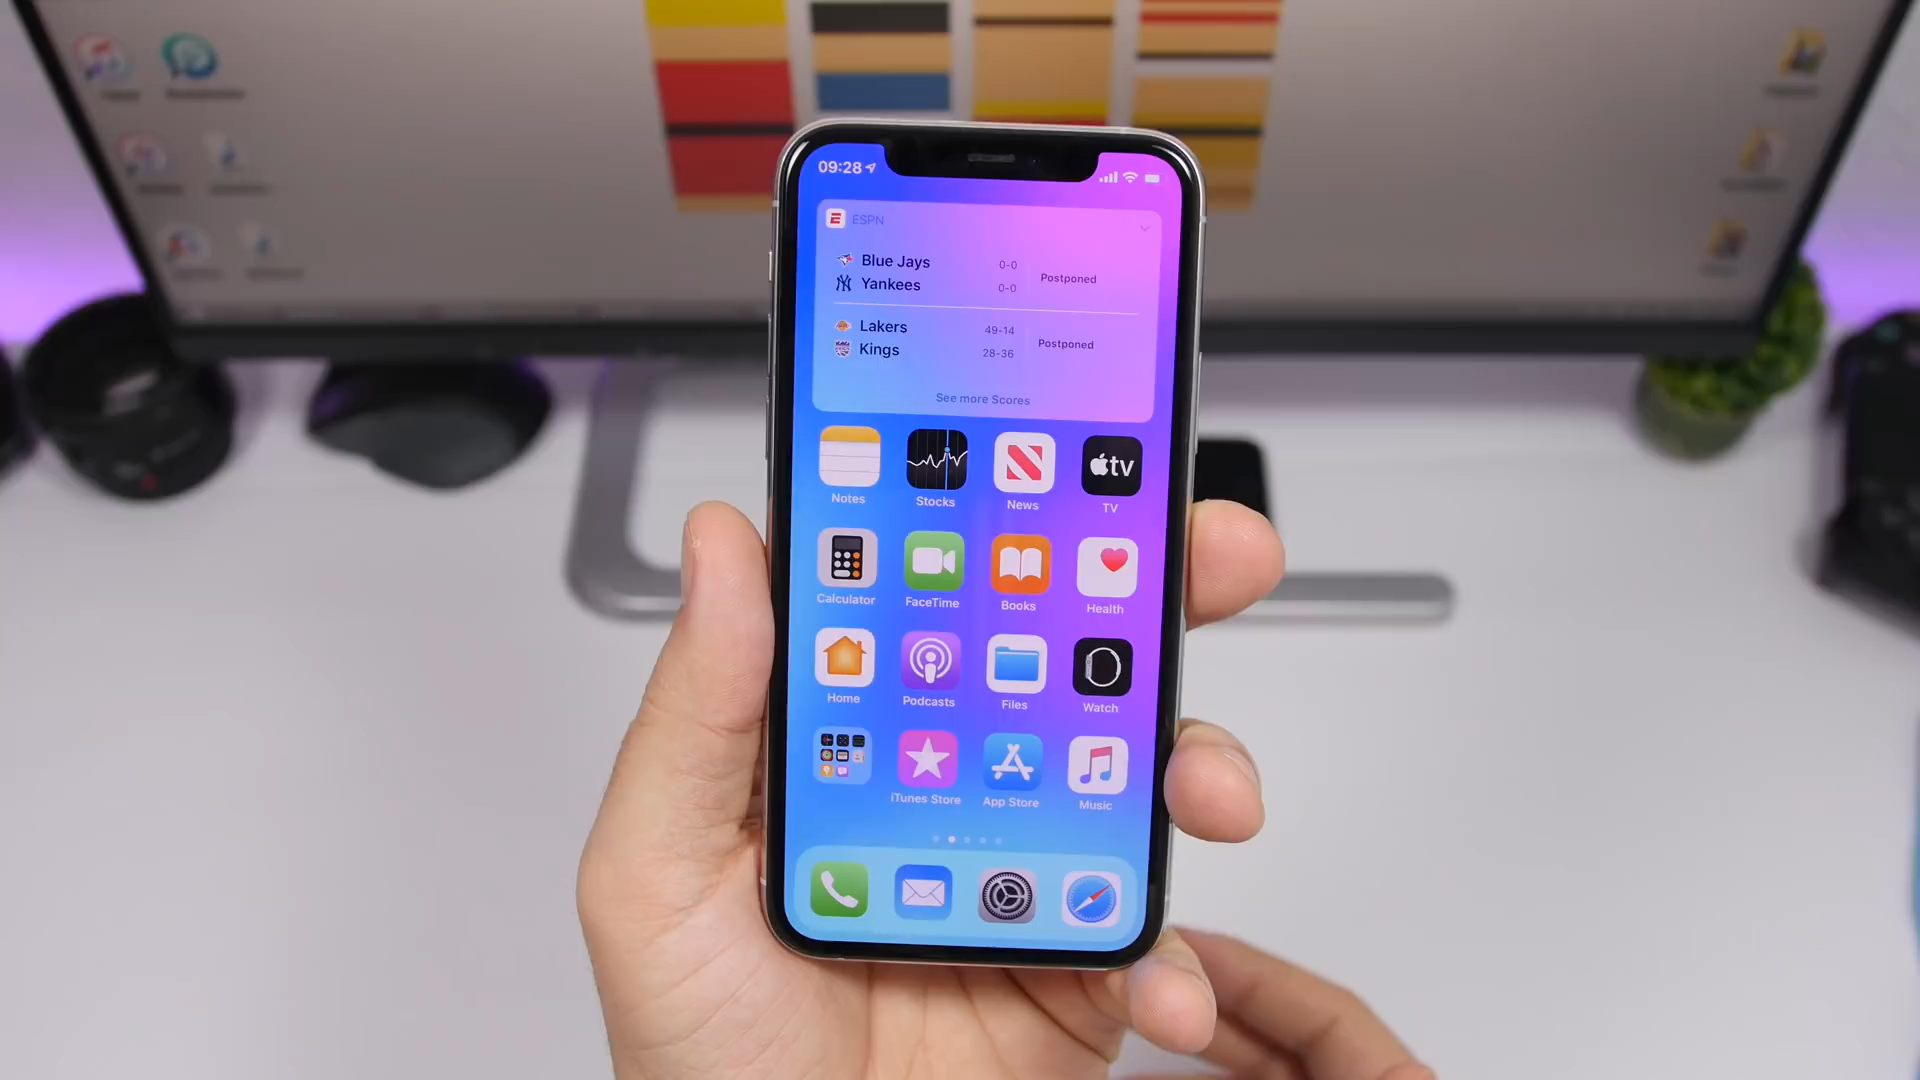 09:28
ESPN
Blue Jays 0-0
Yankees 0-0
Postponed
Lakers 49-14
Kings 28-36
Postponed
See more Scores
Notes
Stocks
News
tv
TV
Calculator
FaceTime
Books
Health
Home
Podcasts
Files
Watch
iTunes Store
App Store
Music